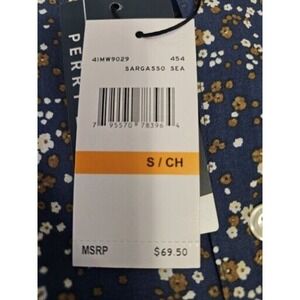 PERR
41MW9029 454
SARGASSO SEA
7 95570 78396 4
S / CH
MSRP $69.50